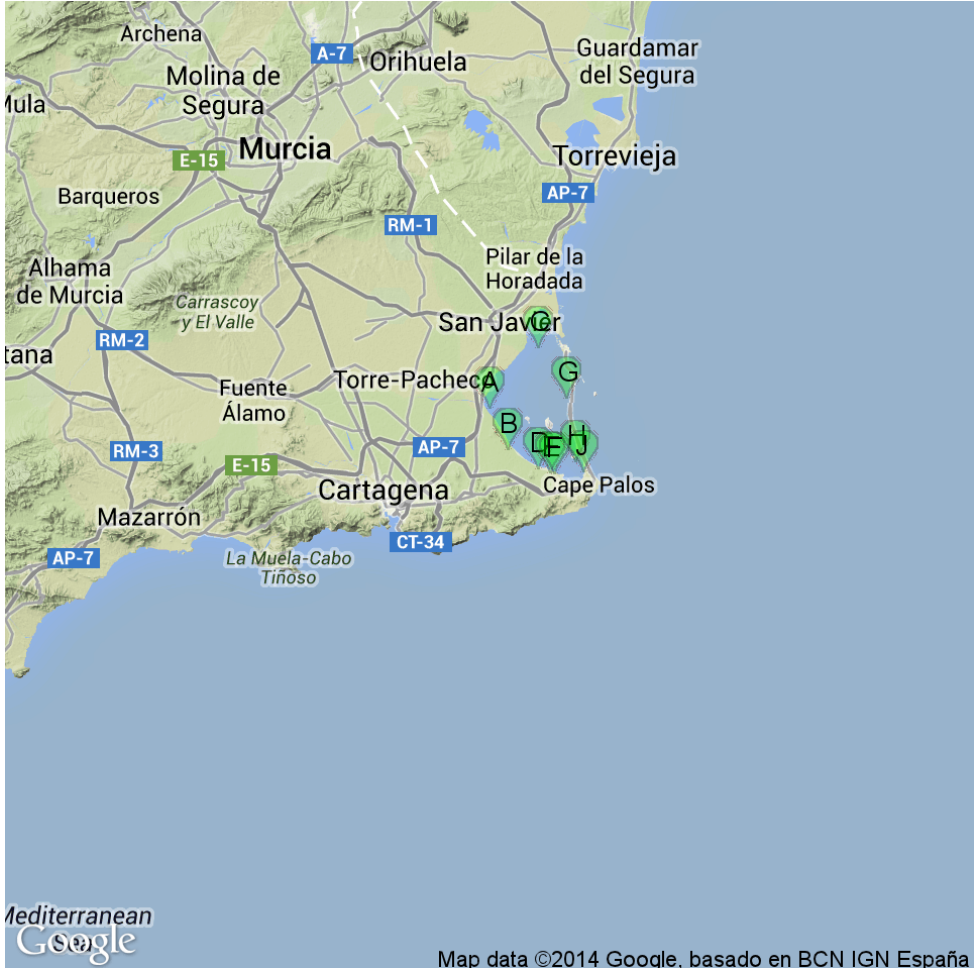 Archena
A-7
Orihuela
Guardamar
del Segura
Molina de
Segura
Mula
Murcia
E-15
Torrevieja
Barqueros
AP-7
RM-1
Alhama
de Murcia
Pilar de la
Horadada
Carrascoy
y El Valle
San Javier
C
RM-2
tana
Torre-Pacheco
A
G
Fuente
Álamo
B
D
E
H
J
AP-7
RM-3
E-15
Cartagena
Cape Palos
Mazarrón
CT-34
AP-7
La Muela-Cabo
Tiñoso
Mediterranean
Sea
Google
Map data ©2014 Google, basado en BCN IGN España